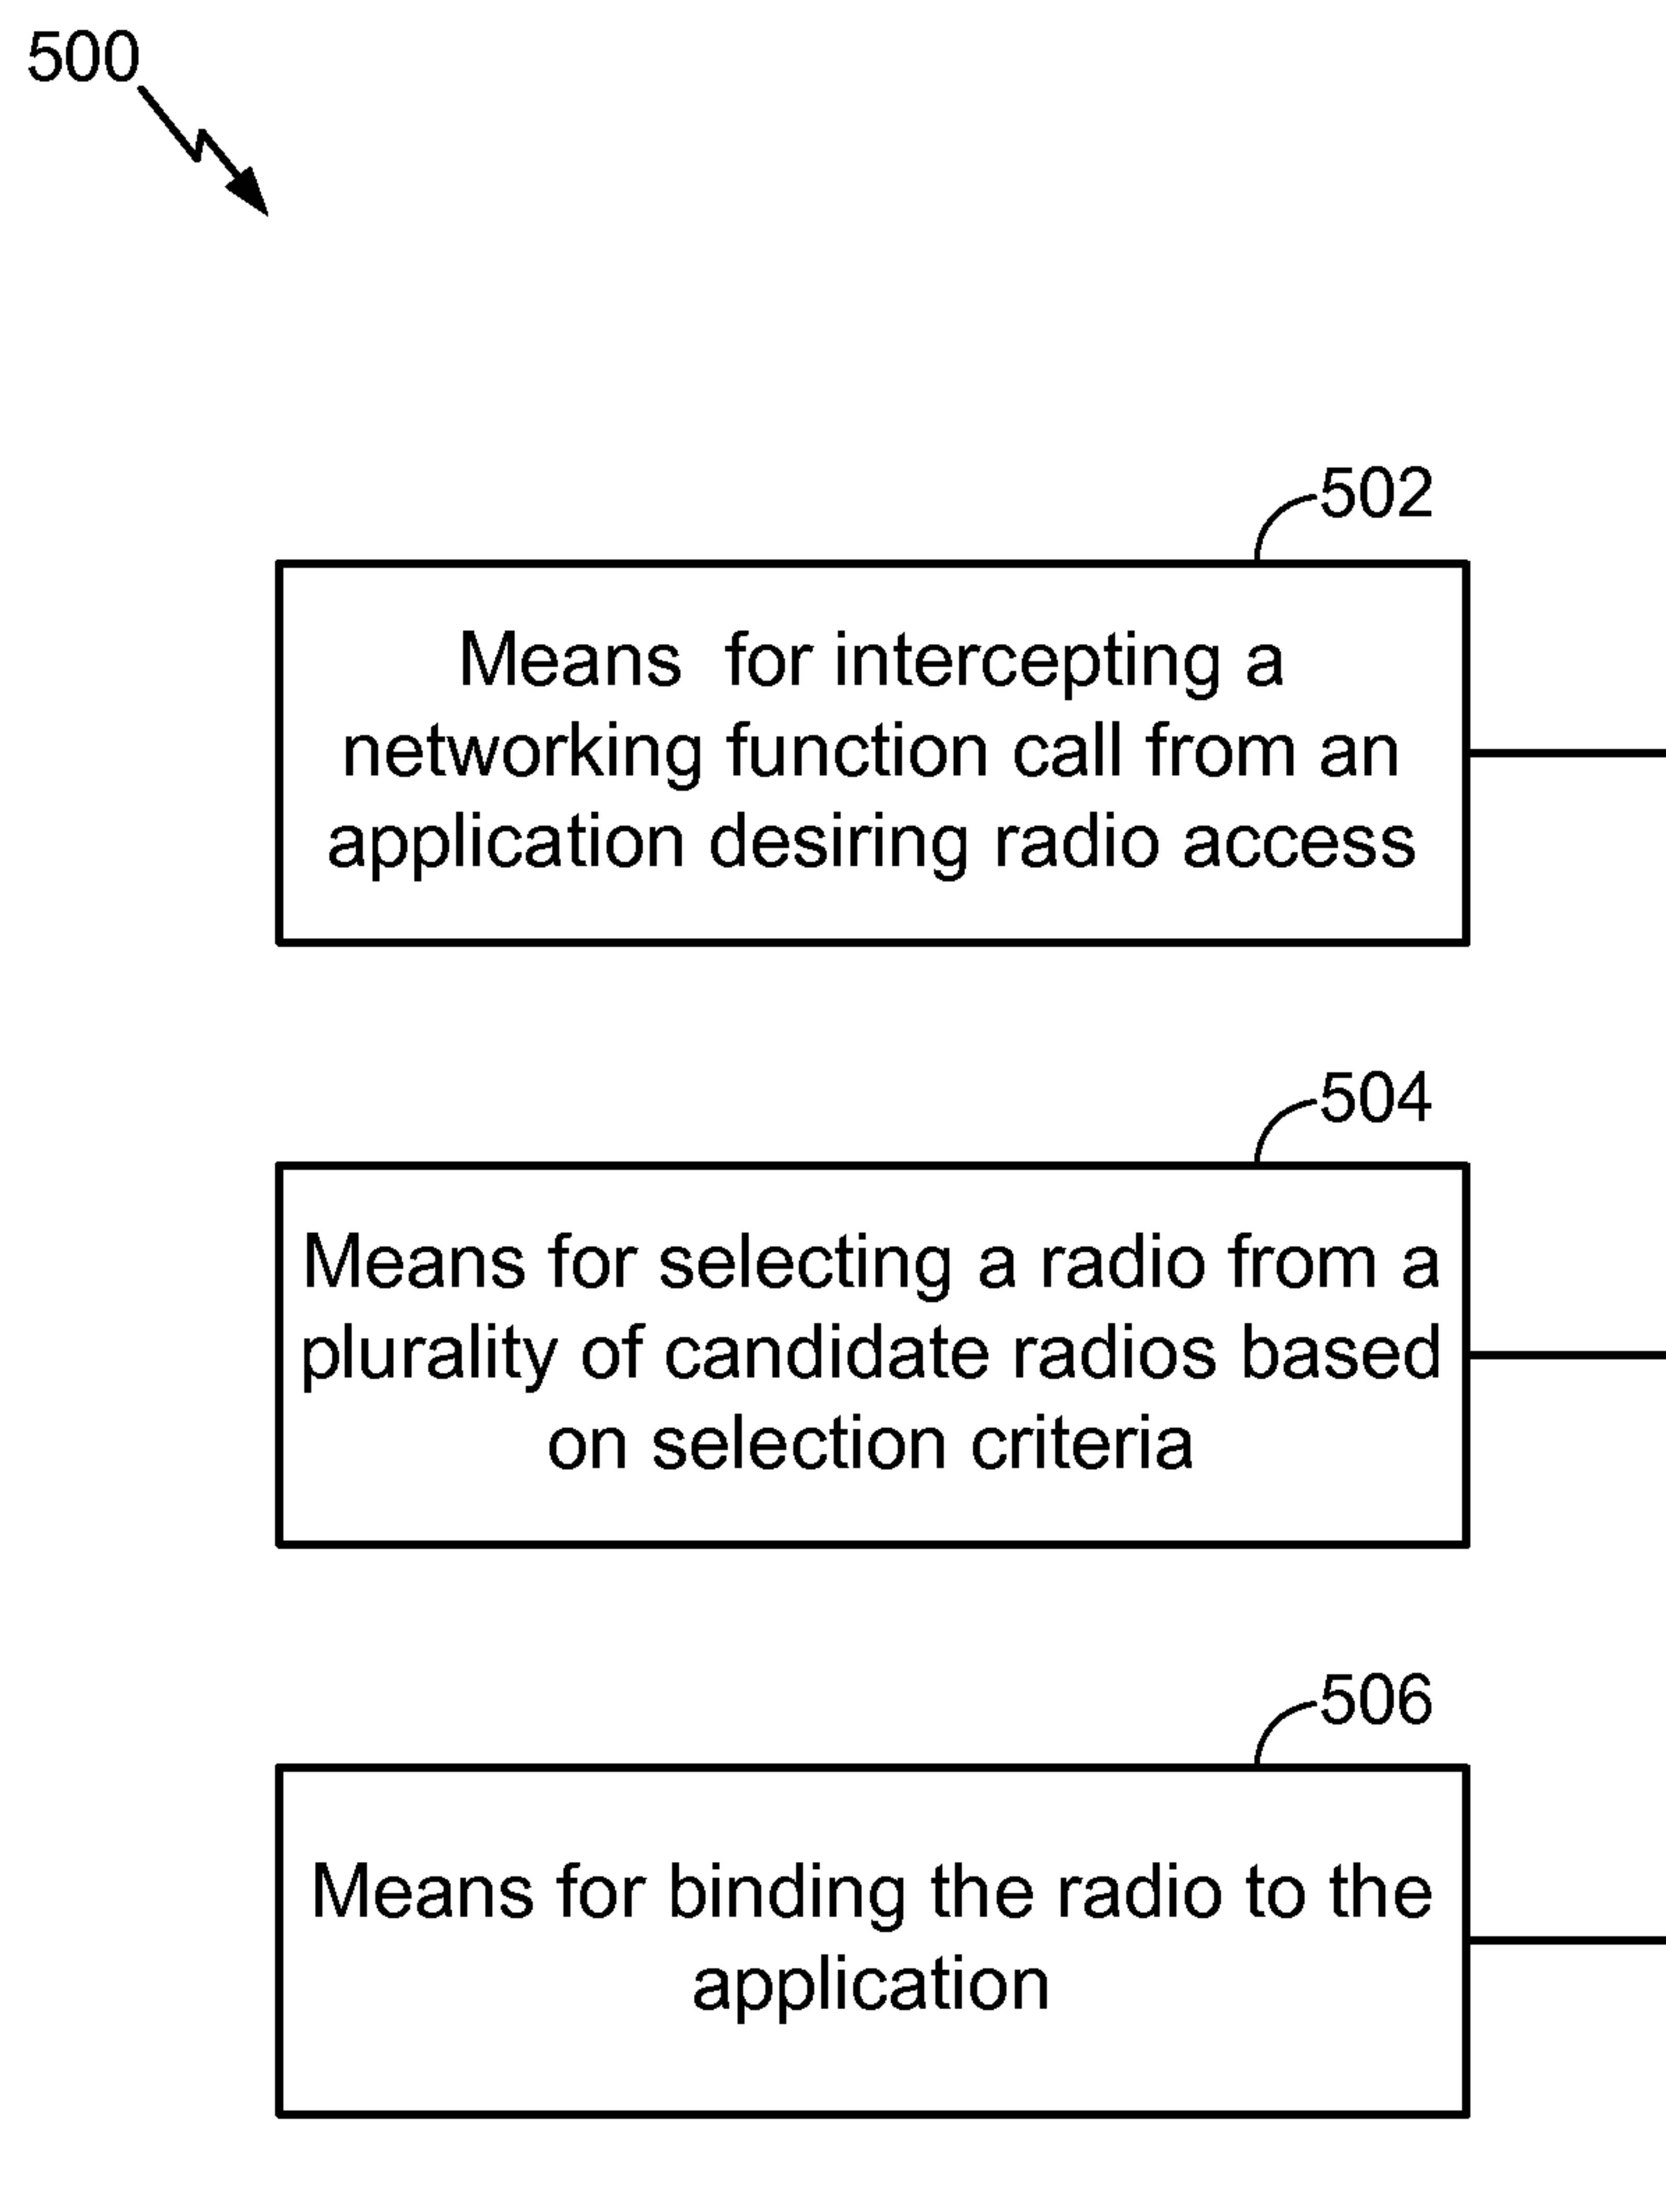 500
502
Means for intercepting a
networking function call from an
application desiring radio access
504
Means for selecting a radio from a
plurality of candidate radios based
on selection criteria
506
Means for binding the radio to the
application